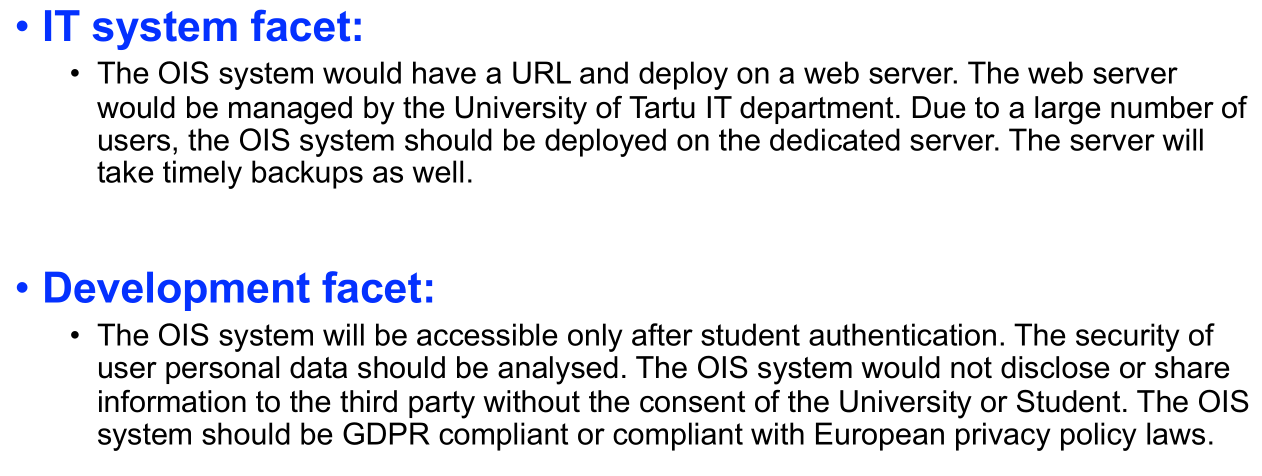 • IT system facet:
• The OIS system would have a URL and deploy on a web server. The web server
would be managed by the University of Tartu IT department. Due to a large number of
users, the OIS system should be deployed on the dedicated server. The server will
take timely backups as well.
• Development facet:
• The OIS system will be accessible only after student authentication. The security of
user personal data should be analysed. The OIS system would not disclose or share
information to the third party without the consent of the University or Student. The OIS
system should be GDPR compliant or compliant with European privacy policy laws.